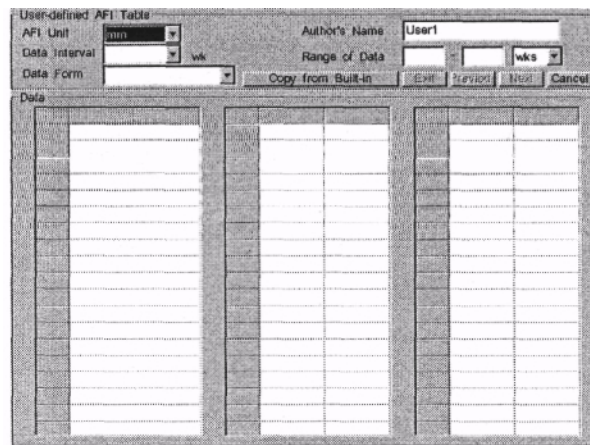 User-defined AFI Table
AFI Unit mm
Author's Name User1
Data Interval wk
Range of Data - wks
Data Form
Copy from Built-in Exit Previou Next Cancel
Data